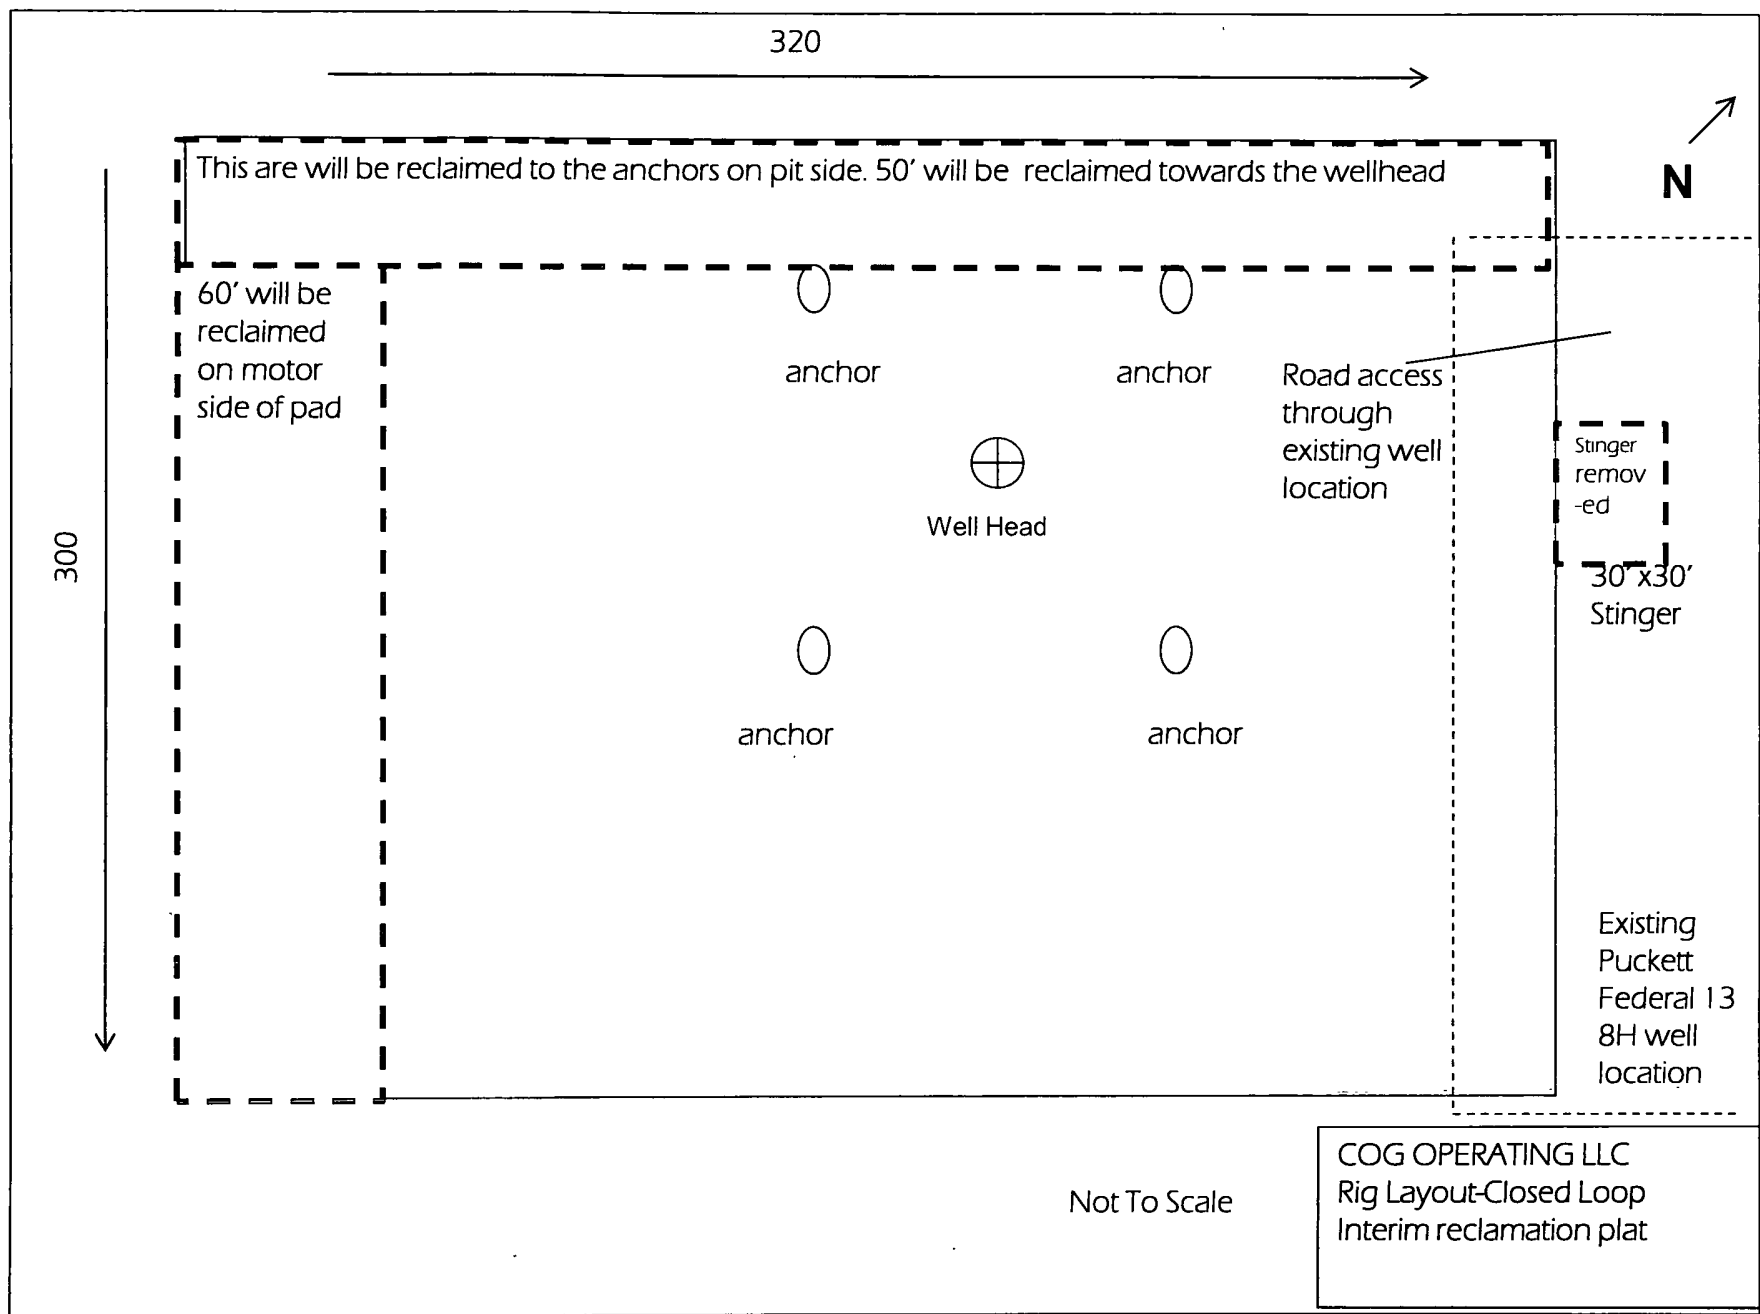 320
This are will be reclaimed to the anchors on pit side. 50' will be reclaimed towards the wellhead
N
60' will be
reclaimed
on motor
side of pad
anchor
anchor
Road access
through
existing well
location
Stinger
remov
-ed
Well Head
300
30'x30'
Stinger
anchor
anchor
Existing
Puckett
Federal 13
8H well
location
Not To Scale
COG OPERATING LLC
Rig Layout-Closed Loop
Interim reclamation plat